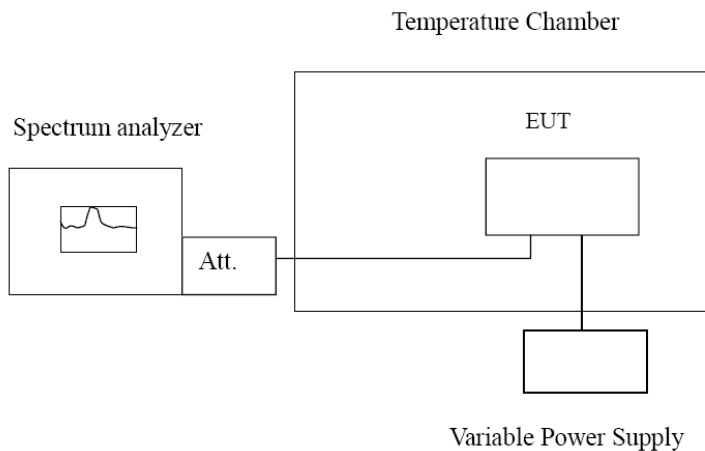 Temperature Chamber
Spectrum analyzer
EUT
Att.
Variable Power Supply